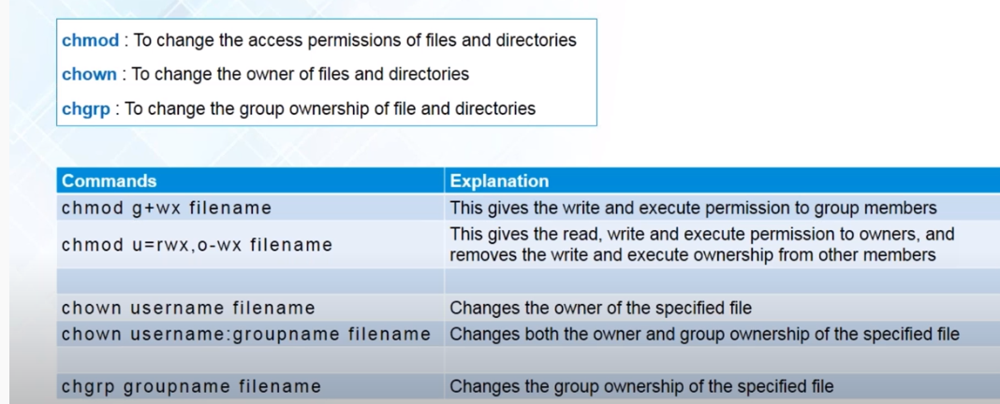 chmod : To change the access permissions of files and directories
chown : To change the owner of files and directories
chgrp : To change the group ownership of file and directories
Commands Explanation
chmod g+wx filename This gives the write and execute permission to group members
chmod u=rwx,o-wx filename This gives the read, write and execute permission to owners, and
removes the write and execute ownership from other members
chown username filename Changes the owner of the specified file
chown username:groupname filename Changes both the owner and group ownership of the specified file
chgrp groupname filename Changes the group ownership of the specified file